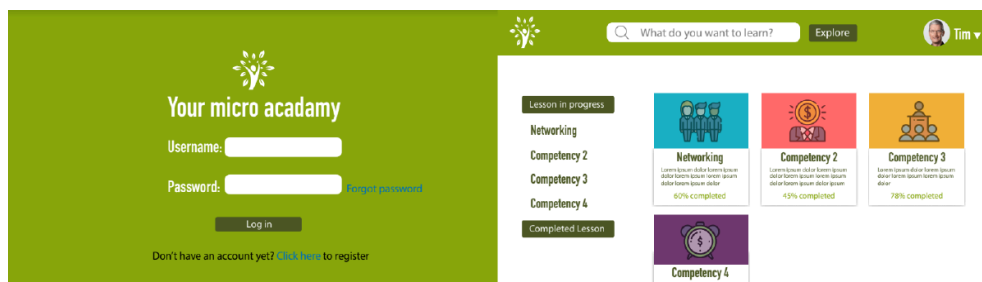 Your micro acadamy
Username:
Password:
Forgot password
Log in
Don't have an account yet? Click here to register
What do you want to learn?
Explore
Tim
Lesson in progress
Networking
Competency 2
Competency 3
Competency 4
Completed Lesson
Networking
Lorem ipsum dolor lorem ipsum
dolor lorem ipsum lorem ipsum
dolor lorem ipsum dolor
60% completed
Competency 2
Lorem ipsum dolor lorem ipsum
dolor lorem ipsum lorem ipsum
dolor lorem ipsum dolor
45% completed
Competency 3
Lorem ipsum dolor lorem ipsum
dolor lorem ipsum lorem ipsum
dolor
78% completed
Competency 4